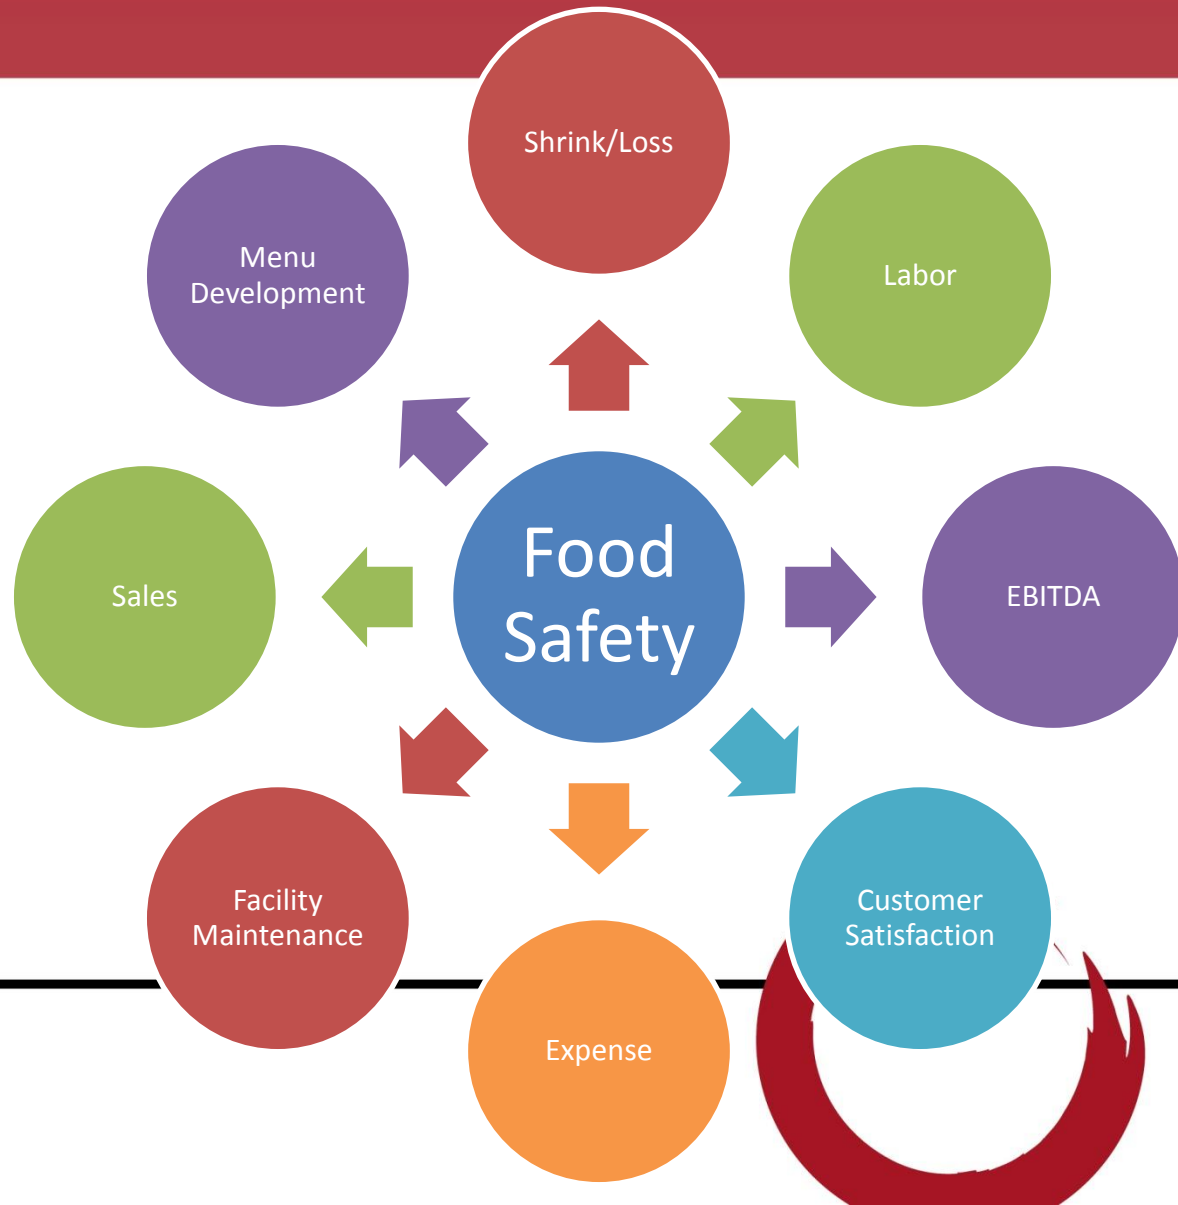 Shrink/Loss
Menu
Development
Labor
Food
Safety
Sales
EBITDA
Facility
Maintenance
Customer
Satisfaction
Expense